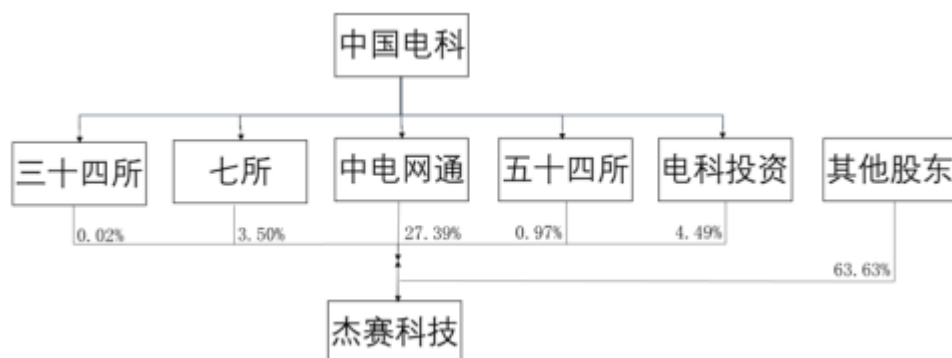 中国电科
三十四所
七所
中电网通
五十四所
电科投资
其他股东
0.02%
3.50%
27.39%
0.97%
4.49%
63.63%
杰赛科技